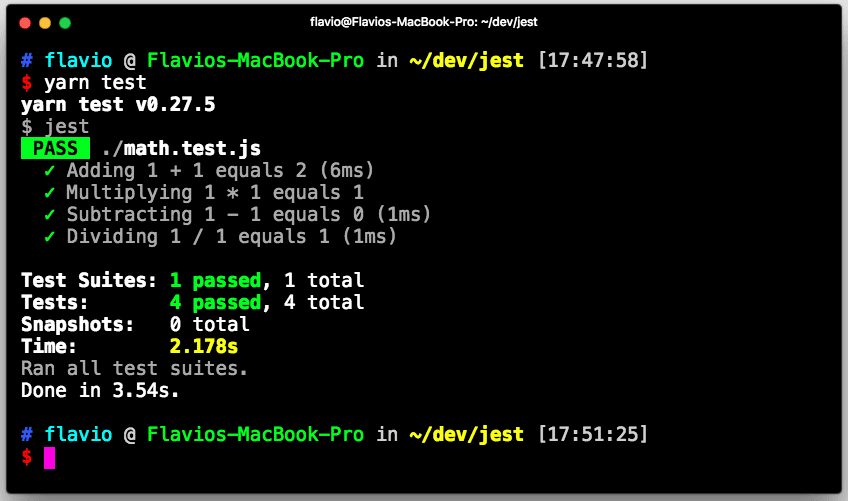 flavio@Flavios-MacBook-Pro: ~/dev/jest
# flavio @ Flavios-MacBook-Pro in ~/dev/jest [17:47:58]
$ yarn test
yarn test v0.27.5
$ jest
PASS ./math.test.js
✓ Adding 1 + 1 equals 2 (6ms)
✓ Multiplying 1 * 1 equals 1
✓ Subtracting 1 - 1 equals 0 (1ms)
✓ Dividing 1 / 1 equals 1 (1ms)
Test Suites: 1 passed, 1 total
Tests: 4 passed, 4 total
Snapshots: 0 total
Time: 2.178s
Ran all test suites.
Done in 3.54s.
# flavio @ Flavios-MacBook-Pro in ~/dev/jest [17:51:25]
$